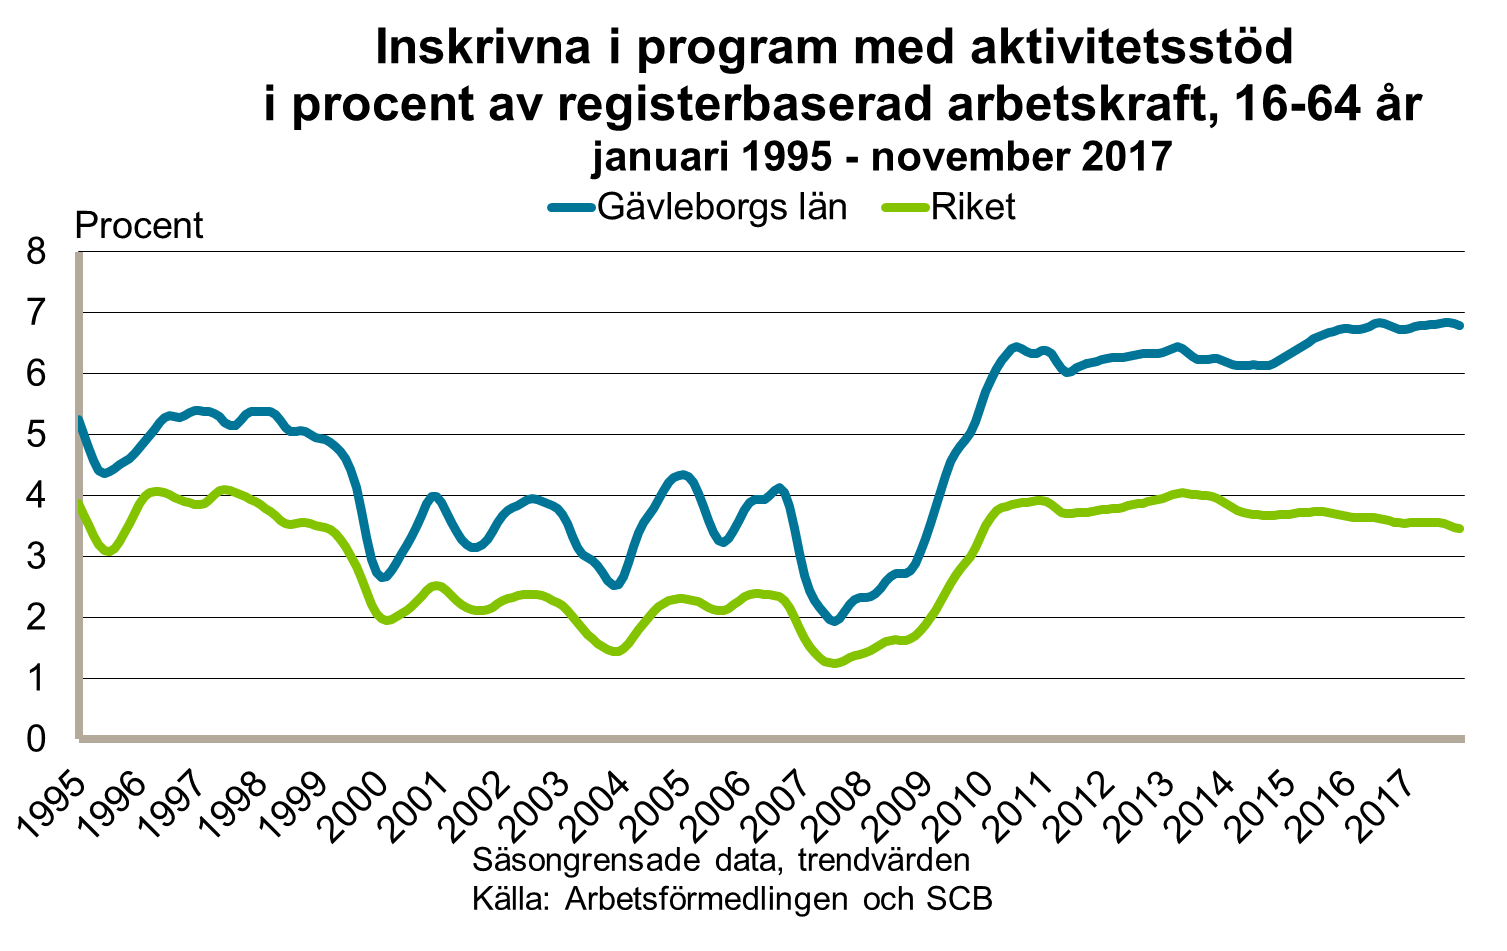 Inskrivna i program med aktivitetsstöd
i procent av registerbaserad arbetskraft, 16-64 år
januari 1995 - november 2017
Gävleborgs län Riket
Procent
8
7
6
5
4
3
2
1
0
1995 1996 1997 1998 1999 2000 2001 2002 2003 2004 2005 2006 2007 2008 2009 2010 2011 2012 2013 2014 2015 2016 2017
Säsongrensade data, trendvärden
Källa: Arbetsförmedlingen och SCB